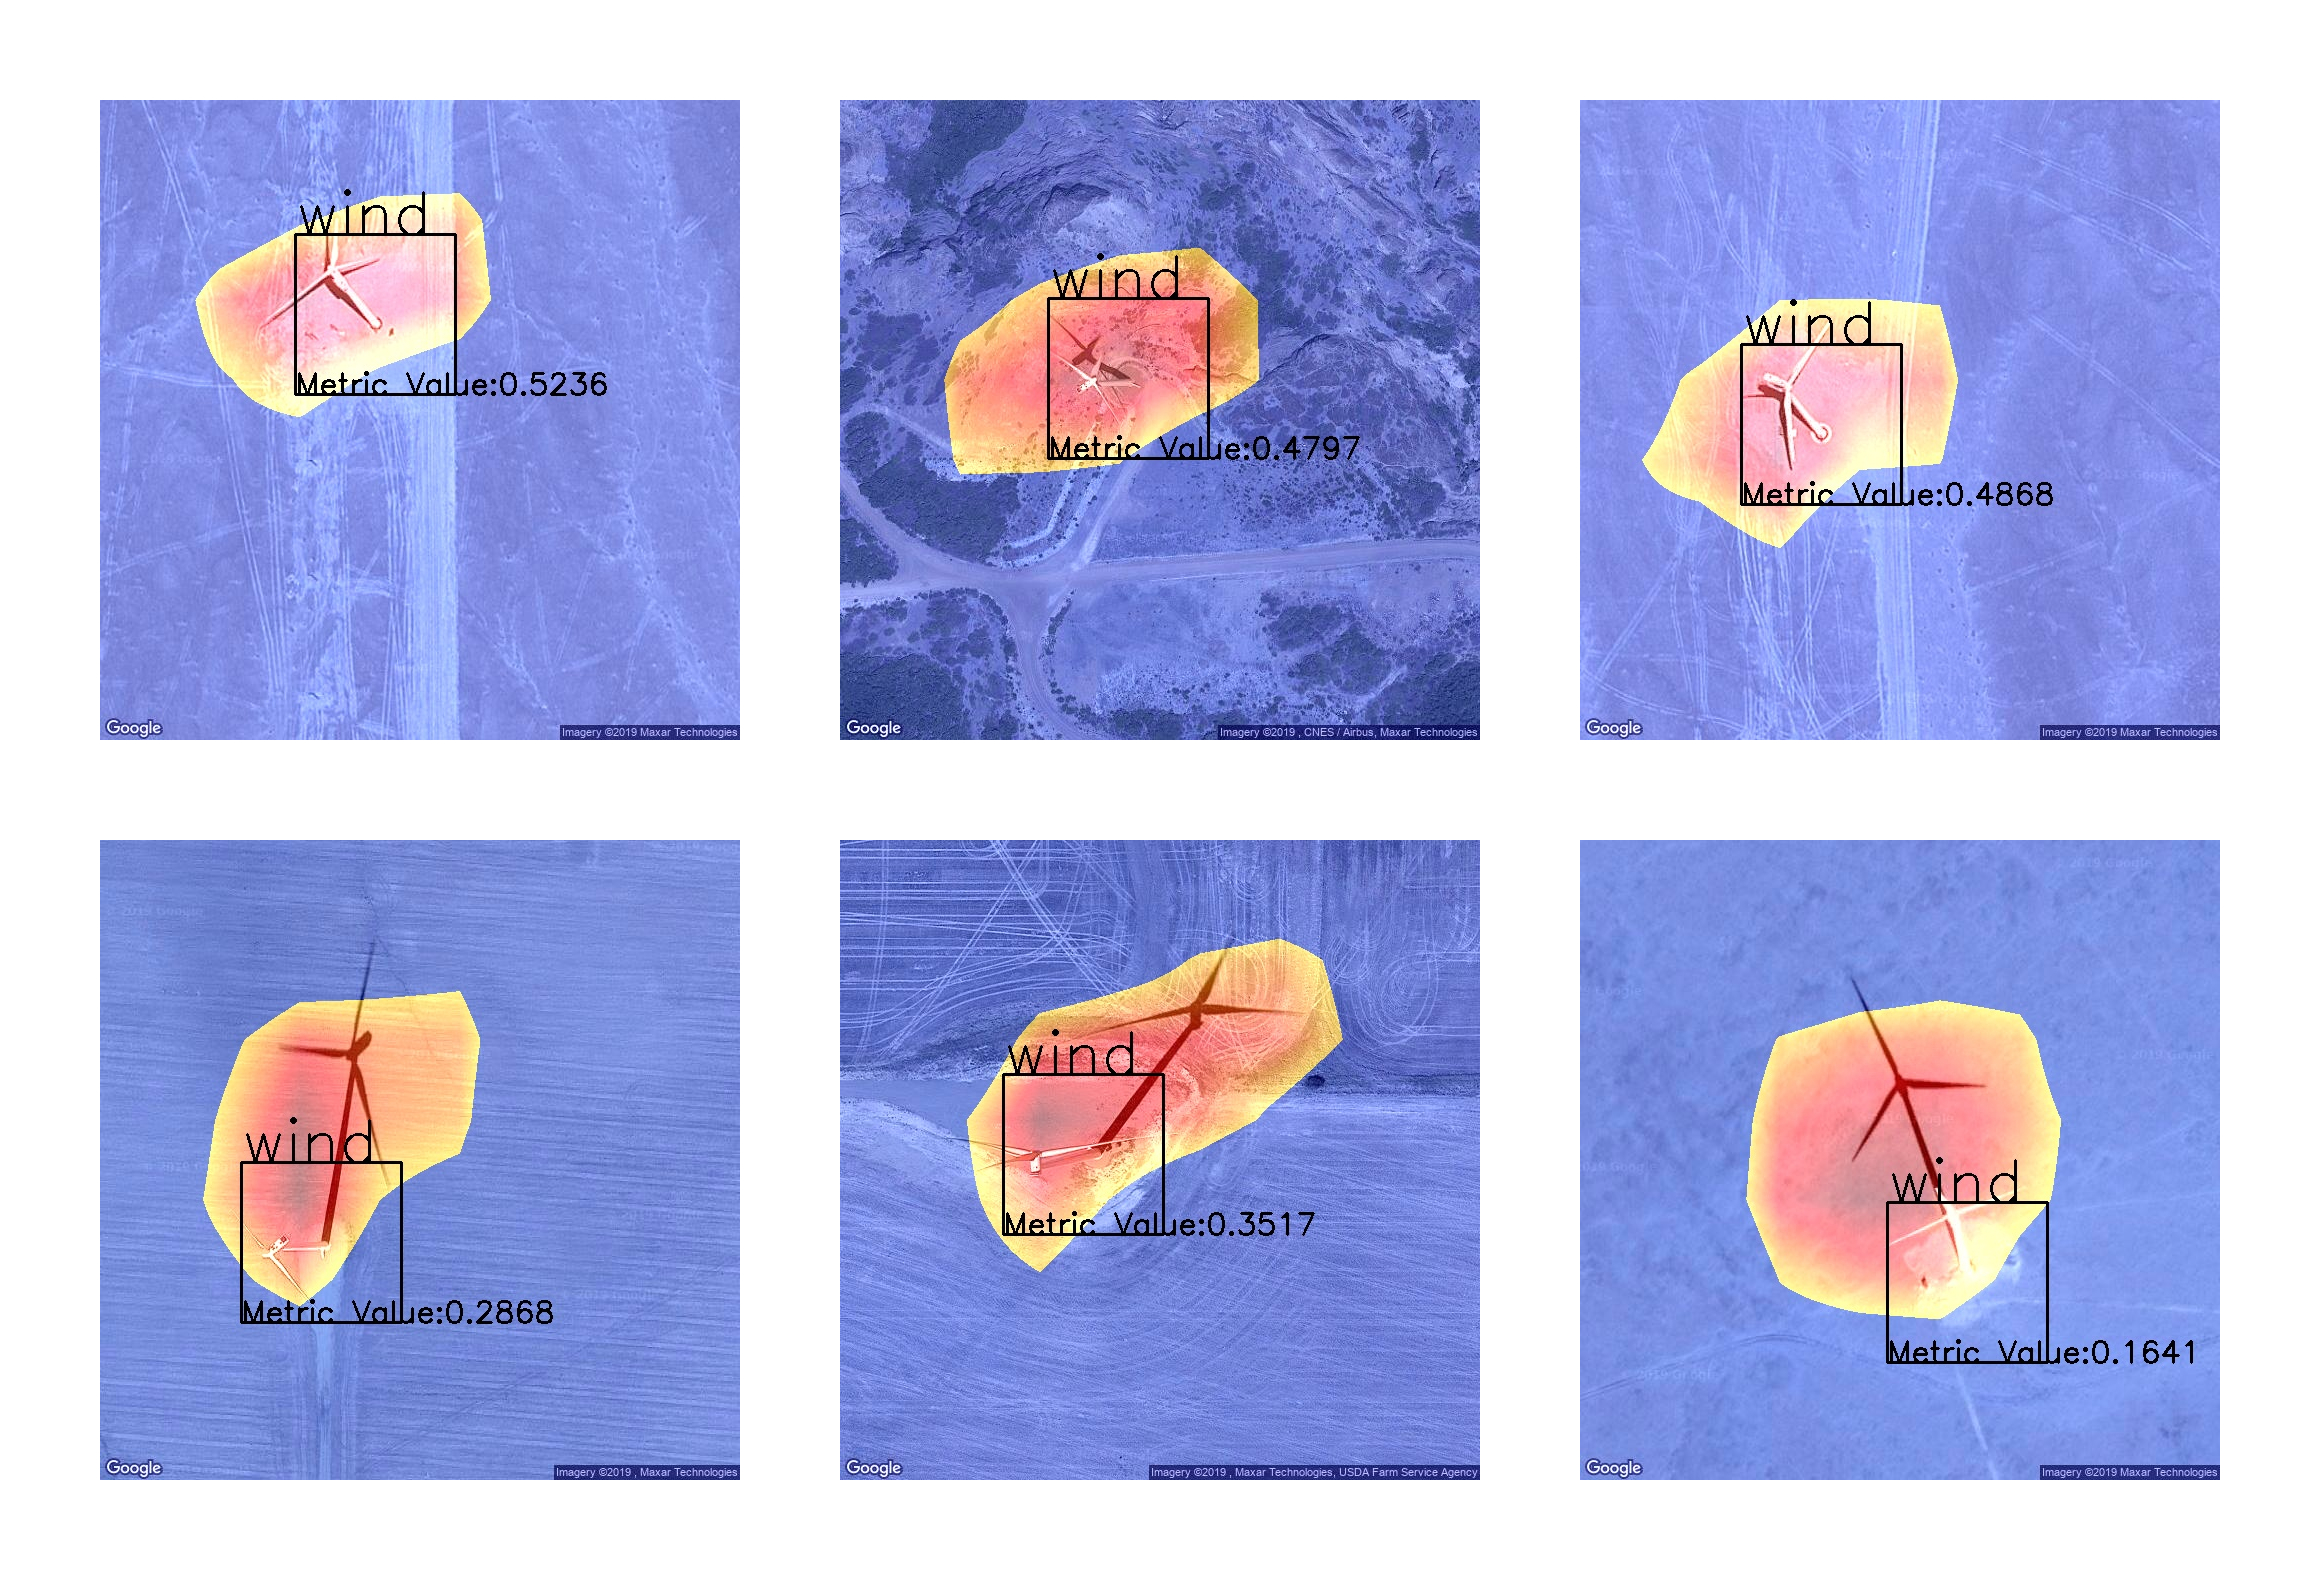 wind
Metric Value:0.5236
Google
Imagery ©2019 Maxar Technologies
wind
Metric Value:0.4797
Google
Imagery ©2019 , CNES / Airbus, Maxar Technologies
wind
Metric Value:0.4868
Google
Imagery ©2019 Maxar Technologies
wind
Metric Value:0.2868
Google
Imagery ©2019 , Maxar Technologies
wind
Metric Value:0.3517
Google
Imagery ©2019 , Maxar Technologies, USDA Farm Service Agency
© 2019 Google
wind
Metric Value:0.1641
Google
Imagery ©2019 Maxar Technologies